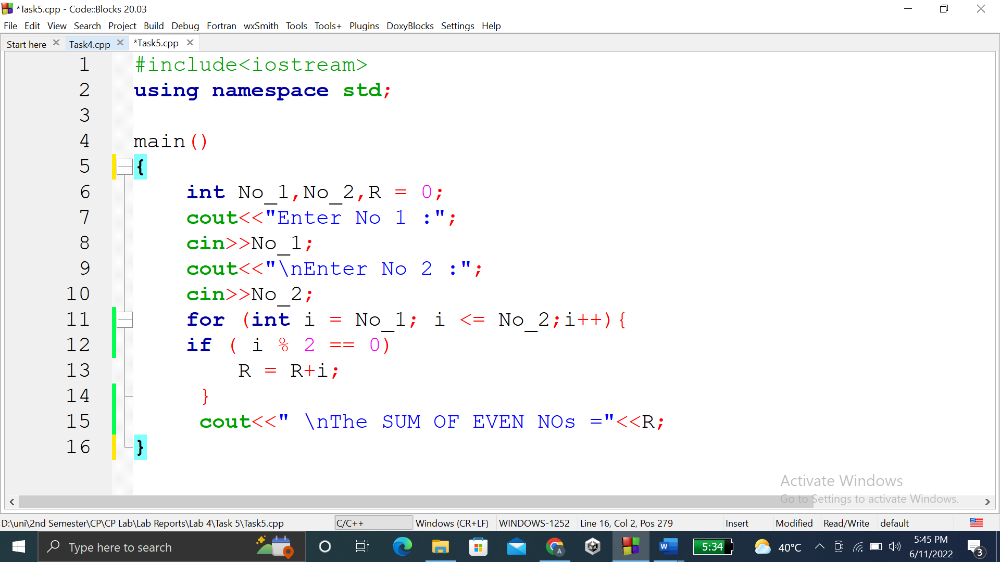 *Task5.cpp - Code::Blocks 20.03
File Edit View Search Project Build Debug Fortran wxSmith Tools Tools+ Plugins DoxyBlocks Settings Help
Start here Task4.cpp *Task5.cpp
1 #include<iostream>
2 using namespace std;
3
4 main()
5 {
6 int No_1,No_2,R = 0;
7 cout<<"Enter No 1 :";
8 cin>>No_1;
9 cout<<"\nEnter No 2 :";
10 cin>>No_2;
11 for (int i = No_1; i <= No_2;i++){
12 if ( i % 2 == 0)
13 R = R+i;
14 }
15 cout<<" \nThe SUM OF EVEN NOs ="<<R;
16 }
Activate Windows
Go to Settings to activate Windows.
D:\uni\2nd Semester\CP\CP Lab\Lab Reports\Lab 4\Task 5\Task5.cpp C/C++ Windows (CR+LF) WINDOWS-1252 Line 16, Col 2, Pos 279 Insert Modified Read/Write default
Type here to search 5:34 40°C 5:45 PM
6/11/2022 3